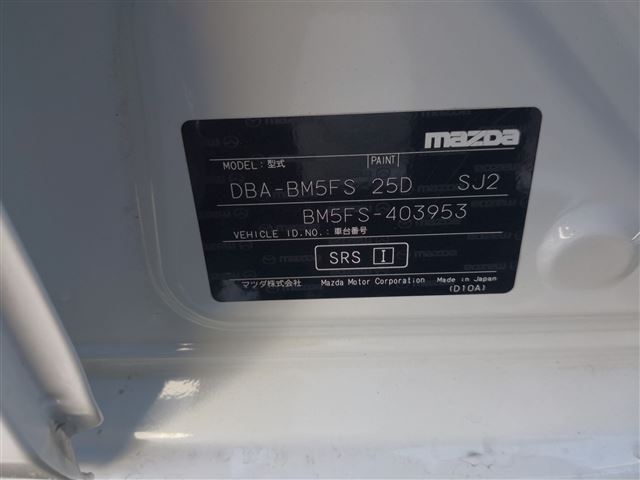 mazda
MODEL: 型式 PAINT
DBA-BM5FS 25D SJ2
BM5FS-403953
VEHICLE ID.NO.: 車台番号
SRS I
マツダ株式会社 Mazda Motor Corporation Made in Japan
(D10A)